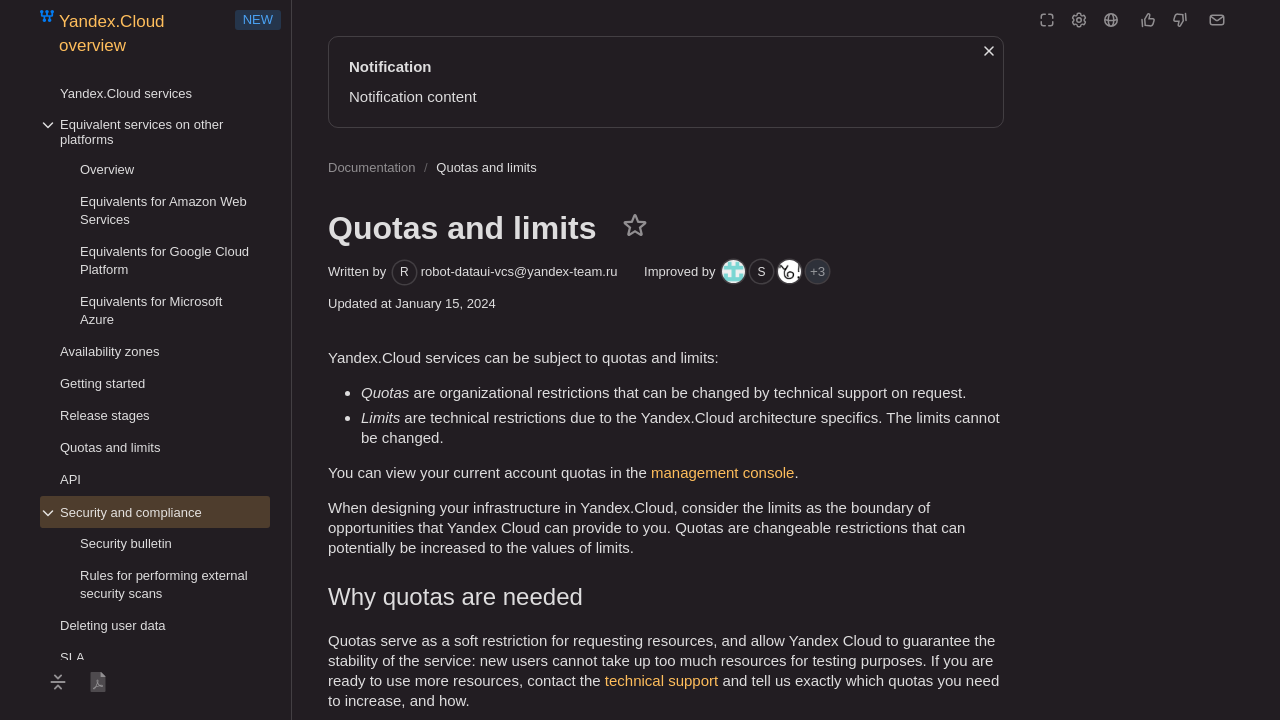 Yandex.Cloud
overview
NEW
Yandex.Cloud services
Equivalent services on other
platforms
Overview
Equivalents for Amazon Web
Services
Equivalents for Google Cloud
Platform
Equivalents for Microsoft
Azure
Availability zones
Getting started
Release stages
Quotas and limits
API
Security and compliance
Security bulletin
Rules for performing external
security scans
Deleting user data
SLA
Notification
Notification content
Documentation / Quotas and limits
Quotas and limits
Written by R robot-dataui-vcs@yandex-team.ru Improved by S +3
Updated at January 15, 2024
Yandex.Cloud services can be subject to quotas and limits:
• Quotas are organizational restrictions that can be changed by technical support on request.
• Limits are technical restrictions due to the Yandex.Cloud architecture specifics. The limits cannot
be changed.
You can view your current account quotas in the management console.
When designing your infrastructure in Yandex.Cloud, consider the limits as the boundary of
opportunities that Yandex Cloud can provide to you. Quotas are changeable restrictions that can
potentially be increased to the values of limits.
Why quotas are needed
Quotas serve as a soft restriction for requesting resources, and allow Yandex Cloud to guarantee the
stability of the service: new users cannot take up too much resources for testing purposes. If you are
ready to use more resources, contact the technical support and tell us exactly which quotas you need
to increase, and how.